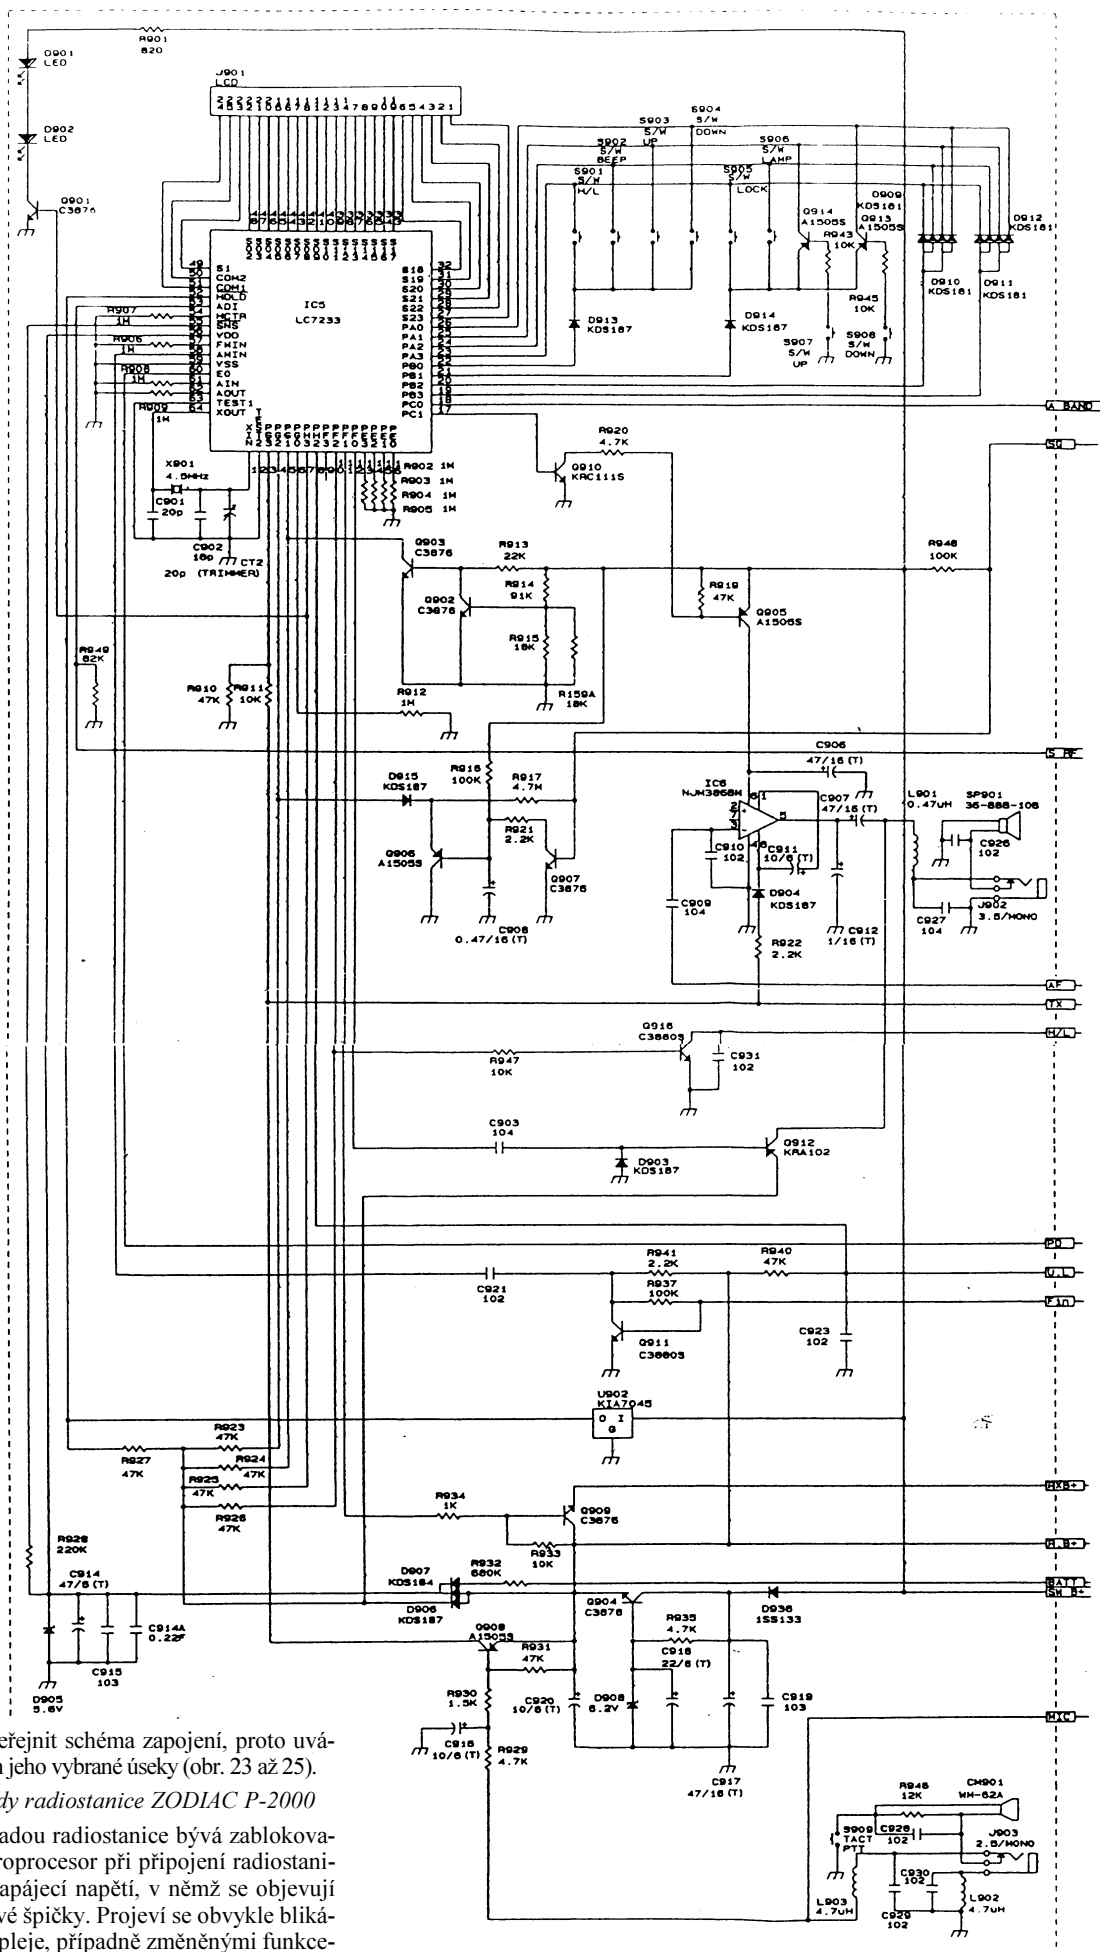 R901
820
D901
LED
D902
LED
Q901
C3876
J901
LCD
IC5
LC7233
S1
COM2
COM1
HOLD
ADI
HCTR
SNS
VDD
FMIN
AMIN
VSS
EO
AIN
AOUT
TEST1
XOUT
S18
S19
S20
S21
S22
S23
PA0
PA1
PA2
PA3
PB0
PB1
PB2
PB3
PC0
PC1
S904
S/W
DOWN
S903
S/W
UP
S902
S/W
BEEP
S901
S/W
H/L
S906
S/W
LAMP
S905
S/W
LOCK
D909
KDS181
Q913
A1505S
Q914
A1505S
R943
10K
R945
10K
D912
KDS181
D910
KDS181
D911
KDS181
D913
KDS187
D914
KDS187
S907
S/W
UP
S908
S/W
DOWN
R907
1M
R906
1M
R908
1M
R909
1M
A BAND
SQ
X901
4.5MHz
C901
20p
C902
18p
CT2
20p (TRIMMER)
R902 1M
R903 1M
R904 1M
R905 1M
R920
4.7K
Q910
KRC111S
Q903
C3876
R913
22K
R914
91K
Q902
C3876
R915
18K
R159A
18K
R919
47K
Q905
A1505S
R948
100K
R949
82K
R910
47K
R911
10K
R912
1M
S RF
C906
47/16 (T)
R916
100K
D915
KDS187
R917
4.7M
R921
2.2K
Q906
A1505S
Q907
C3876
C908
0.47/16 (T)
IC6
NJM386BM
C907
47/16 (T)
L901
0.47uH
SP901
36-888-108
C926
102
C910
102
C911
10/6 (T)
D904
KDS187
C909
104
R922
2.2K
C912
1/16 (T)
C927
104
J902
3.5/MONO
AF
TX
H/L
Q916
C3880S
R947
10K
C931
102
C903
104
D903
KDS187
Q912
KRA102
PD
U.L
Fin
R941
2.2K
R940
47K
R937
100K
C921
102
Q911
C3880S
C923
102
U902
KIA7045
O I
G
R923
47K
R927
47K
R924
47K
R925
47K
R926
47K
R934
1K
Q909
C3876
R933
10K
R.B+
BATT
SW B+
R928
220K
C914
47/6 (T)
D907
KDS184
R932
680K
D906
KDS187
Q904
C3876
D936
1SS133
C914A
0.22F
C915
103
D905
5.6V
Q908
A1505S
R931
47K
R935
4.7K
C918
22/6 (T)
R930
1.5K
C920
10/6 (T)
D908
6.2V
C919
103
C916
10/6 (T)
R929
4.7K
C917
47/16 (T)
MIC
R946
12K
CM901
WM-62A
S909
TACT
PTT
C928
102
J903
2.5/MONO
C930
102
L903
4.7uH
C929
102
L902
4.7uH
eřejnit schéma zapojení, proto uvá-
n jeho vybrané úseky (obr. 23 až 25).
dy radiostanice ZODIAC P-2000
adou radiostanice bývá zablokova-
roprocesor při připojení radiostani-
apájecí napětí, v němž se objevují
vé špičky. Projeví se obvykle bliká-
pleje, případně změněnými funkce-